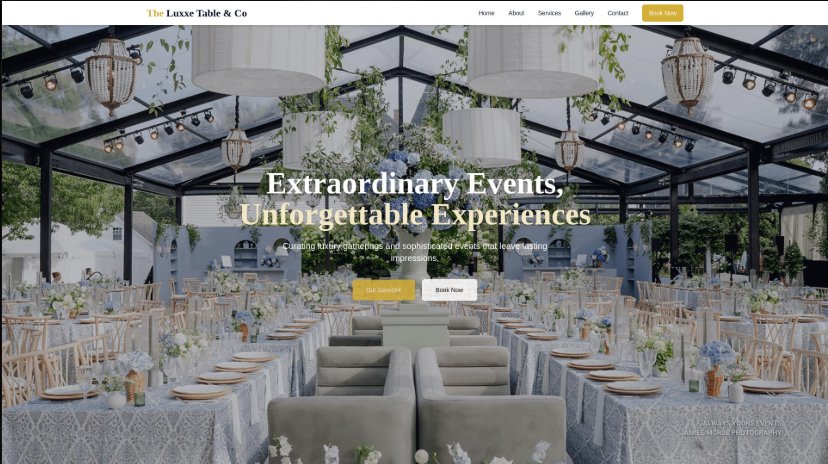 The Luxxe Table & Co
Home About Services Gallery Contact Book Now
Extraordinary Events,
Unforgettable Experiences
Curating luxury gatherings and sophisticated events that leave lasting
impressions.
Our Services Book Now
ALWAYS YOURS EVENTS
JAMIEE MORSE PHOTOGRAPHY